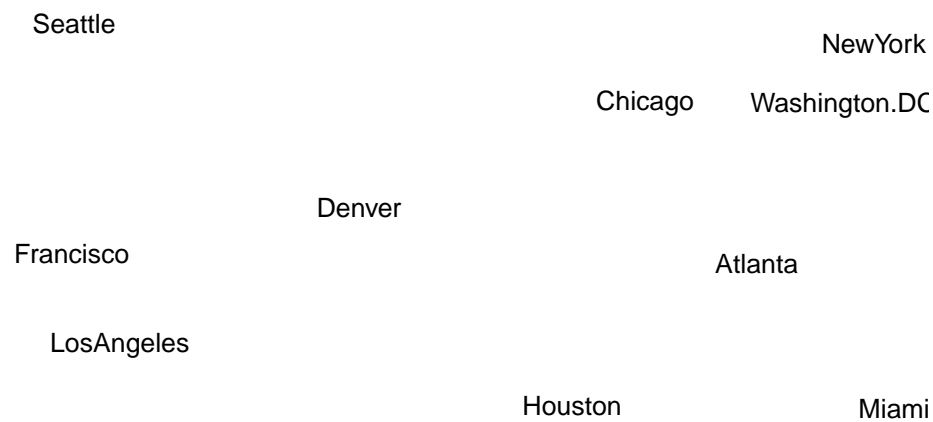 Seattle
NewYork
Chicago
Washington.DC
Denver
Francisco
Atlanta
LosAngeles
Houston
Miami